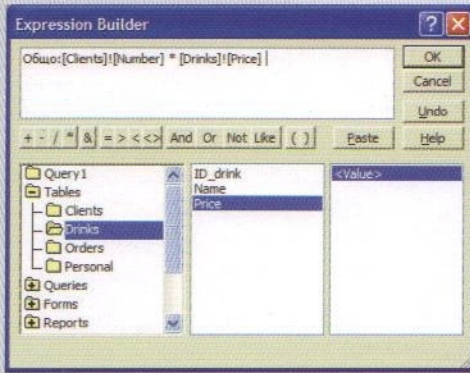 Expression Builder
Общо:[Clients]![Number] * [Drinks]![Price]
OK
Cancel
Undo
Help
+ - / * & = > < <> And Or Not Like ( ) Paste
Query1
Tables
Clients
Drinks
Orders
Personal
Queries
Forms
Reports
ID_drink
Name
Price
<Value>